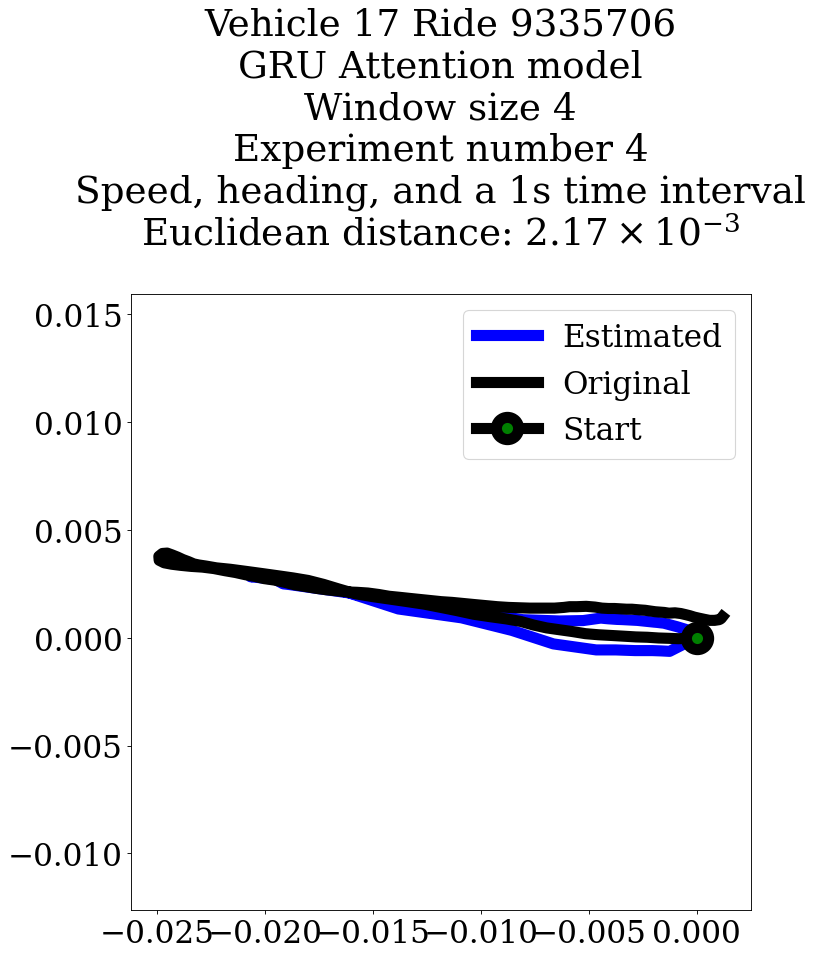 Vehicle 17 Ride 9335706
GRU Attention model
Window size 4
Experiment number 4
Speed, heading, and a 1s time interval
Euclidean distance: 2.17 × 10⁻³
Estimated
Original
Start
0.015
0.010
0.005
0.000
−0.005
−0.010
−0.025 −0.020 −0.015 −0.010 −0.005 0.000